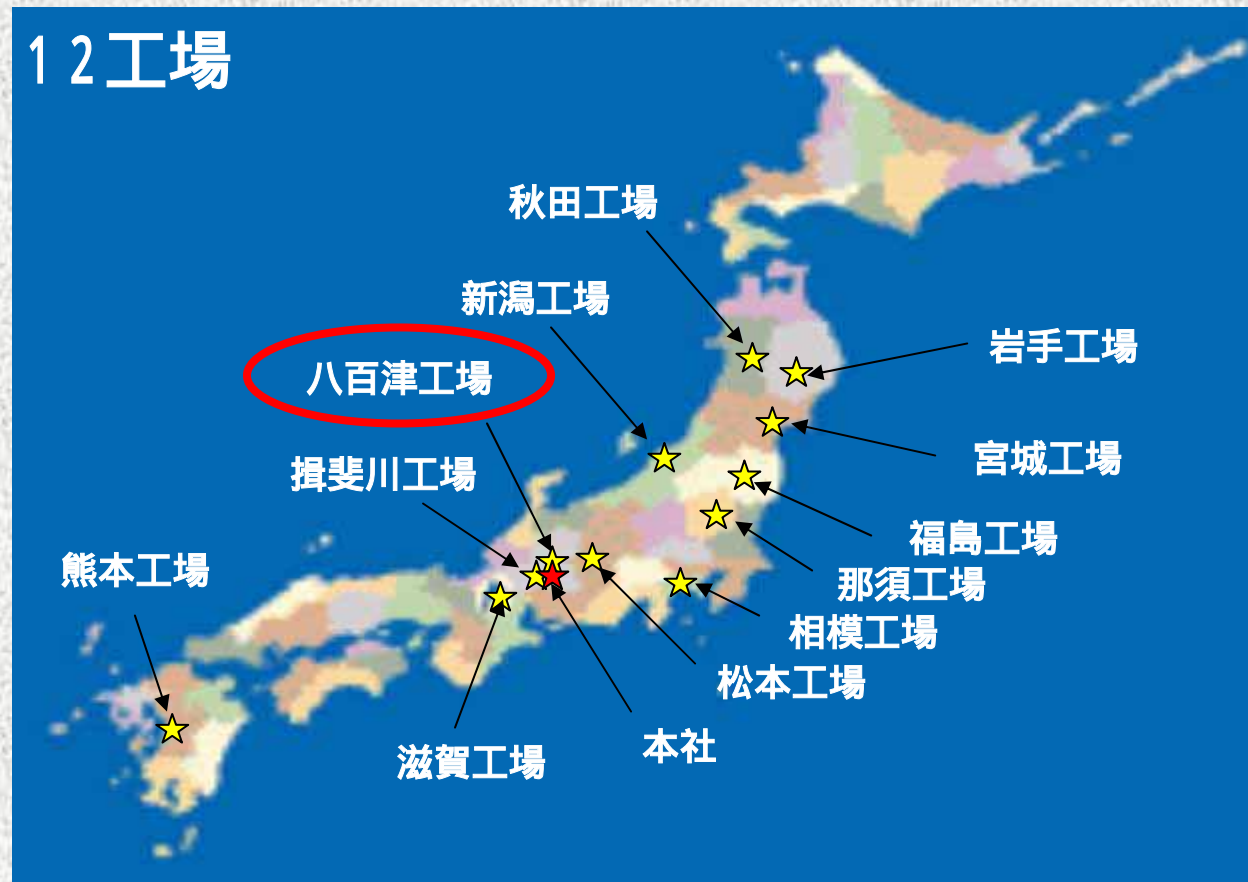 12工場
秋田工場
新潟工場
岩手工場
八百津工場
宮城工場
揖斐川工場
福島工場
熊本工場
那須工場
相模工場
松本工場
本社
滋賀工場